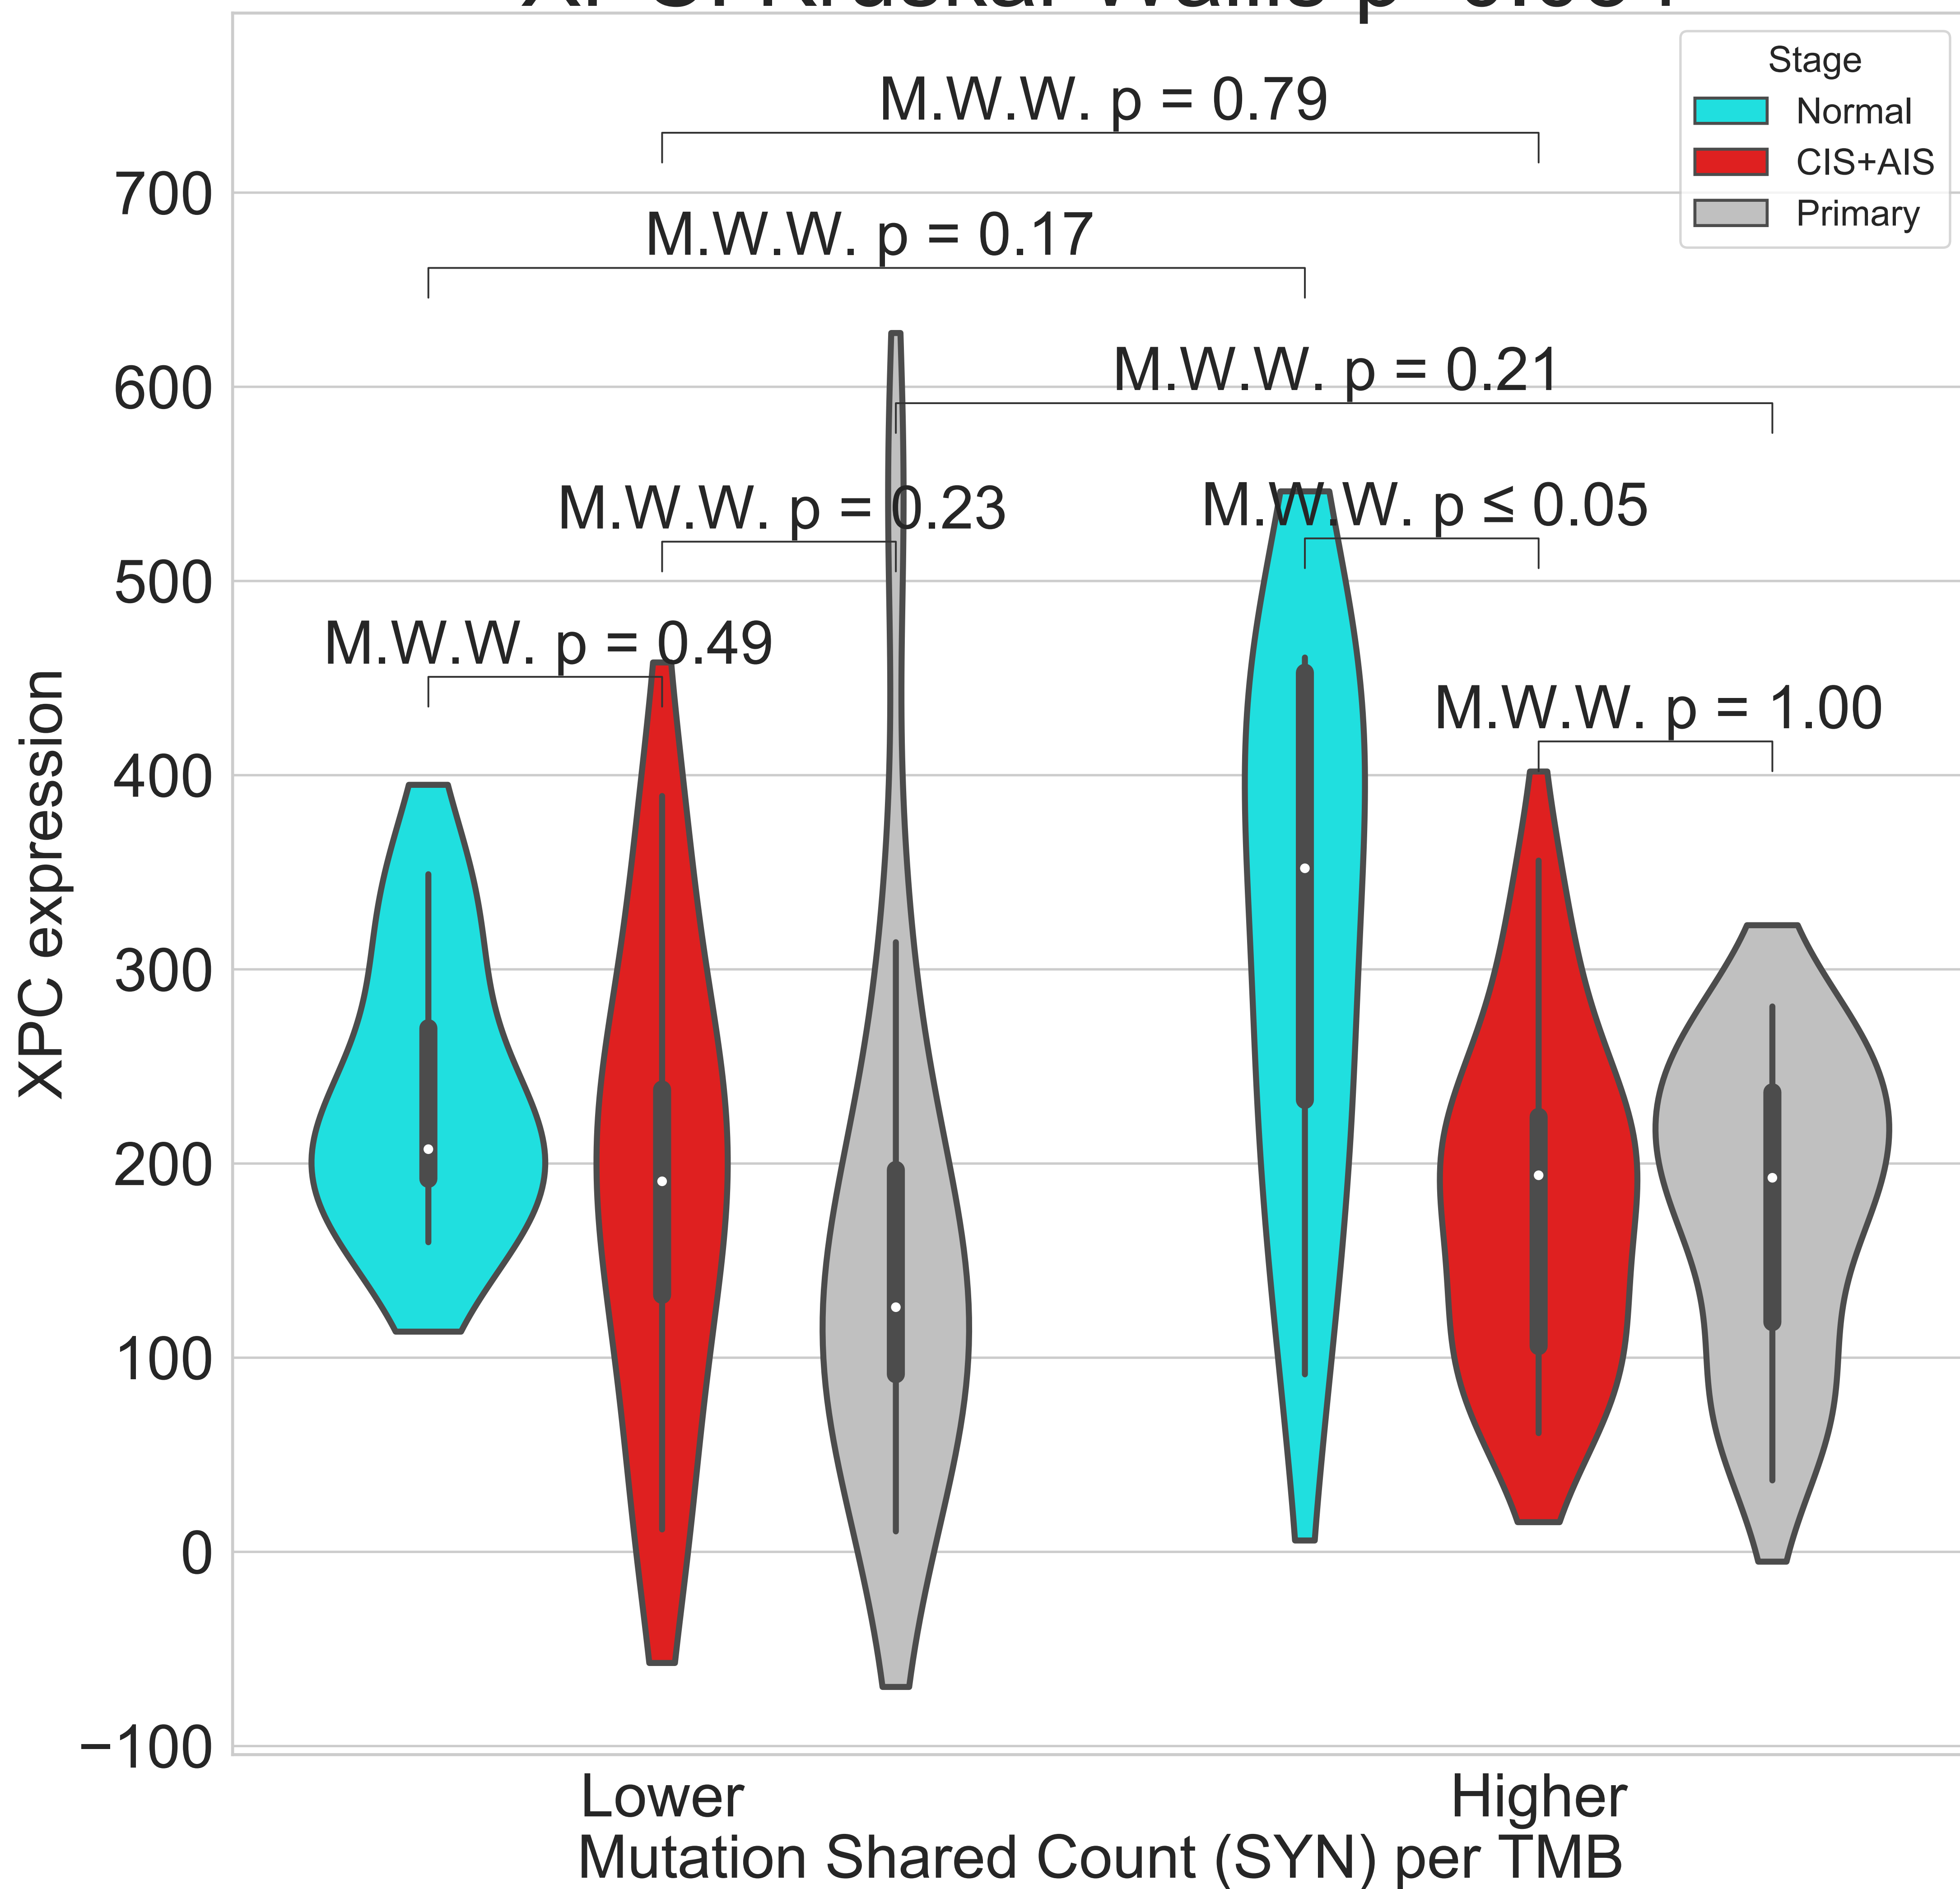 Stage
Normal
CIS+AIS
Primary
M.W.W. p = 0.79
M.W.W. p = 0.17
M.W.W. p = 0.21
M.W.W. p = 0.23
M.W.W. p ≤ 0.05
M.W.W. p = 0.49
M.W.W. p = 1.00
XPC expression
700
600
500
400
300
200
100
0
−100
Lower
Higher
Mutation Shared Count (SYN) per TMB